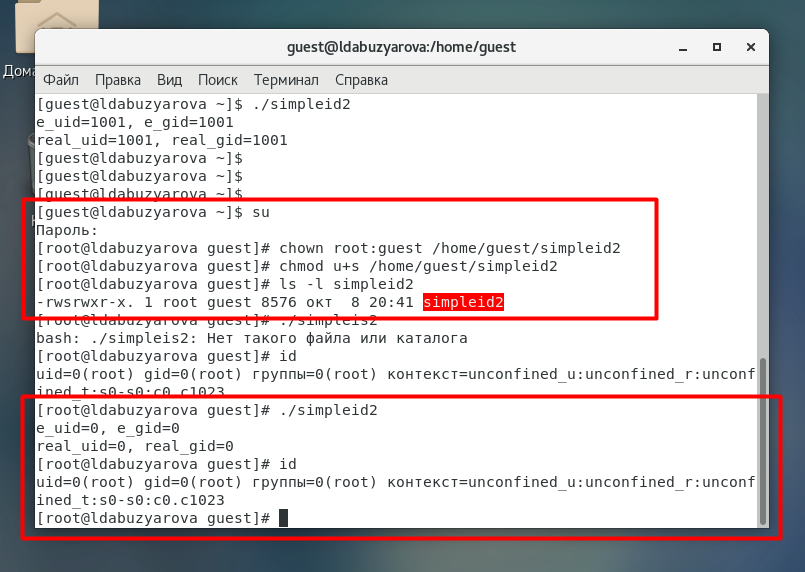 Дома
guest@ldabuzyarova:/home/guest
Файл Правка Вид Поиск Терминал Справка
[guest@ldabuzyarova ~]$ ./simpleid2
e_uid=1001, e_gid=1001
real_uid=1001, real_gid=1001
[guest@ldabuzyarova ~]$
[guest@ldabuzyarova ~]$
[guest@ldabuzyarova ~]$
[guest@ldabuzyarova ~]$ su
Пароль:
[root@ldabuzyarova guest]# chown root:guest /home/guest/simpleid2
[root@ldabuzyarova guest]# chmod u+s /home/guest/simpleid2
[root@ldabuzyarova guest]# ls -l simpleid2
-rwsrwxr-x. 1 root guest 8576 окт  8 20:41 simpleid2
[root@ldabuzyarova guest]# ./simpleis2
bash: ./simpleis2: Нет такого файла или каталога
[root@ldabuzyarova guest]# id
uid=0(root) gid=0(root) группы=0(root) контекст=unconfined_u:unconfined_r:unconf
ined_t:s0-s0:c0.c1023
[root@ldabuzyarova guest]# ./simpleid2
e_uid=0, e_gid=0
real_uid=0, real_gid=0
[root@ldabuzyarova guest]# id
uid=0(root) gid=0(root) группы=0(root) контекст=unconfined_u:unconfined_r:unconf
ined_t:s0-s0:c0.c1023
[root@ldabuzyarova guest]#